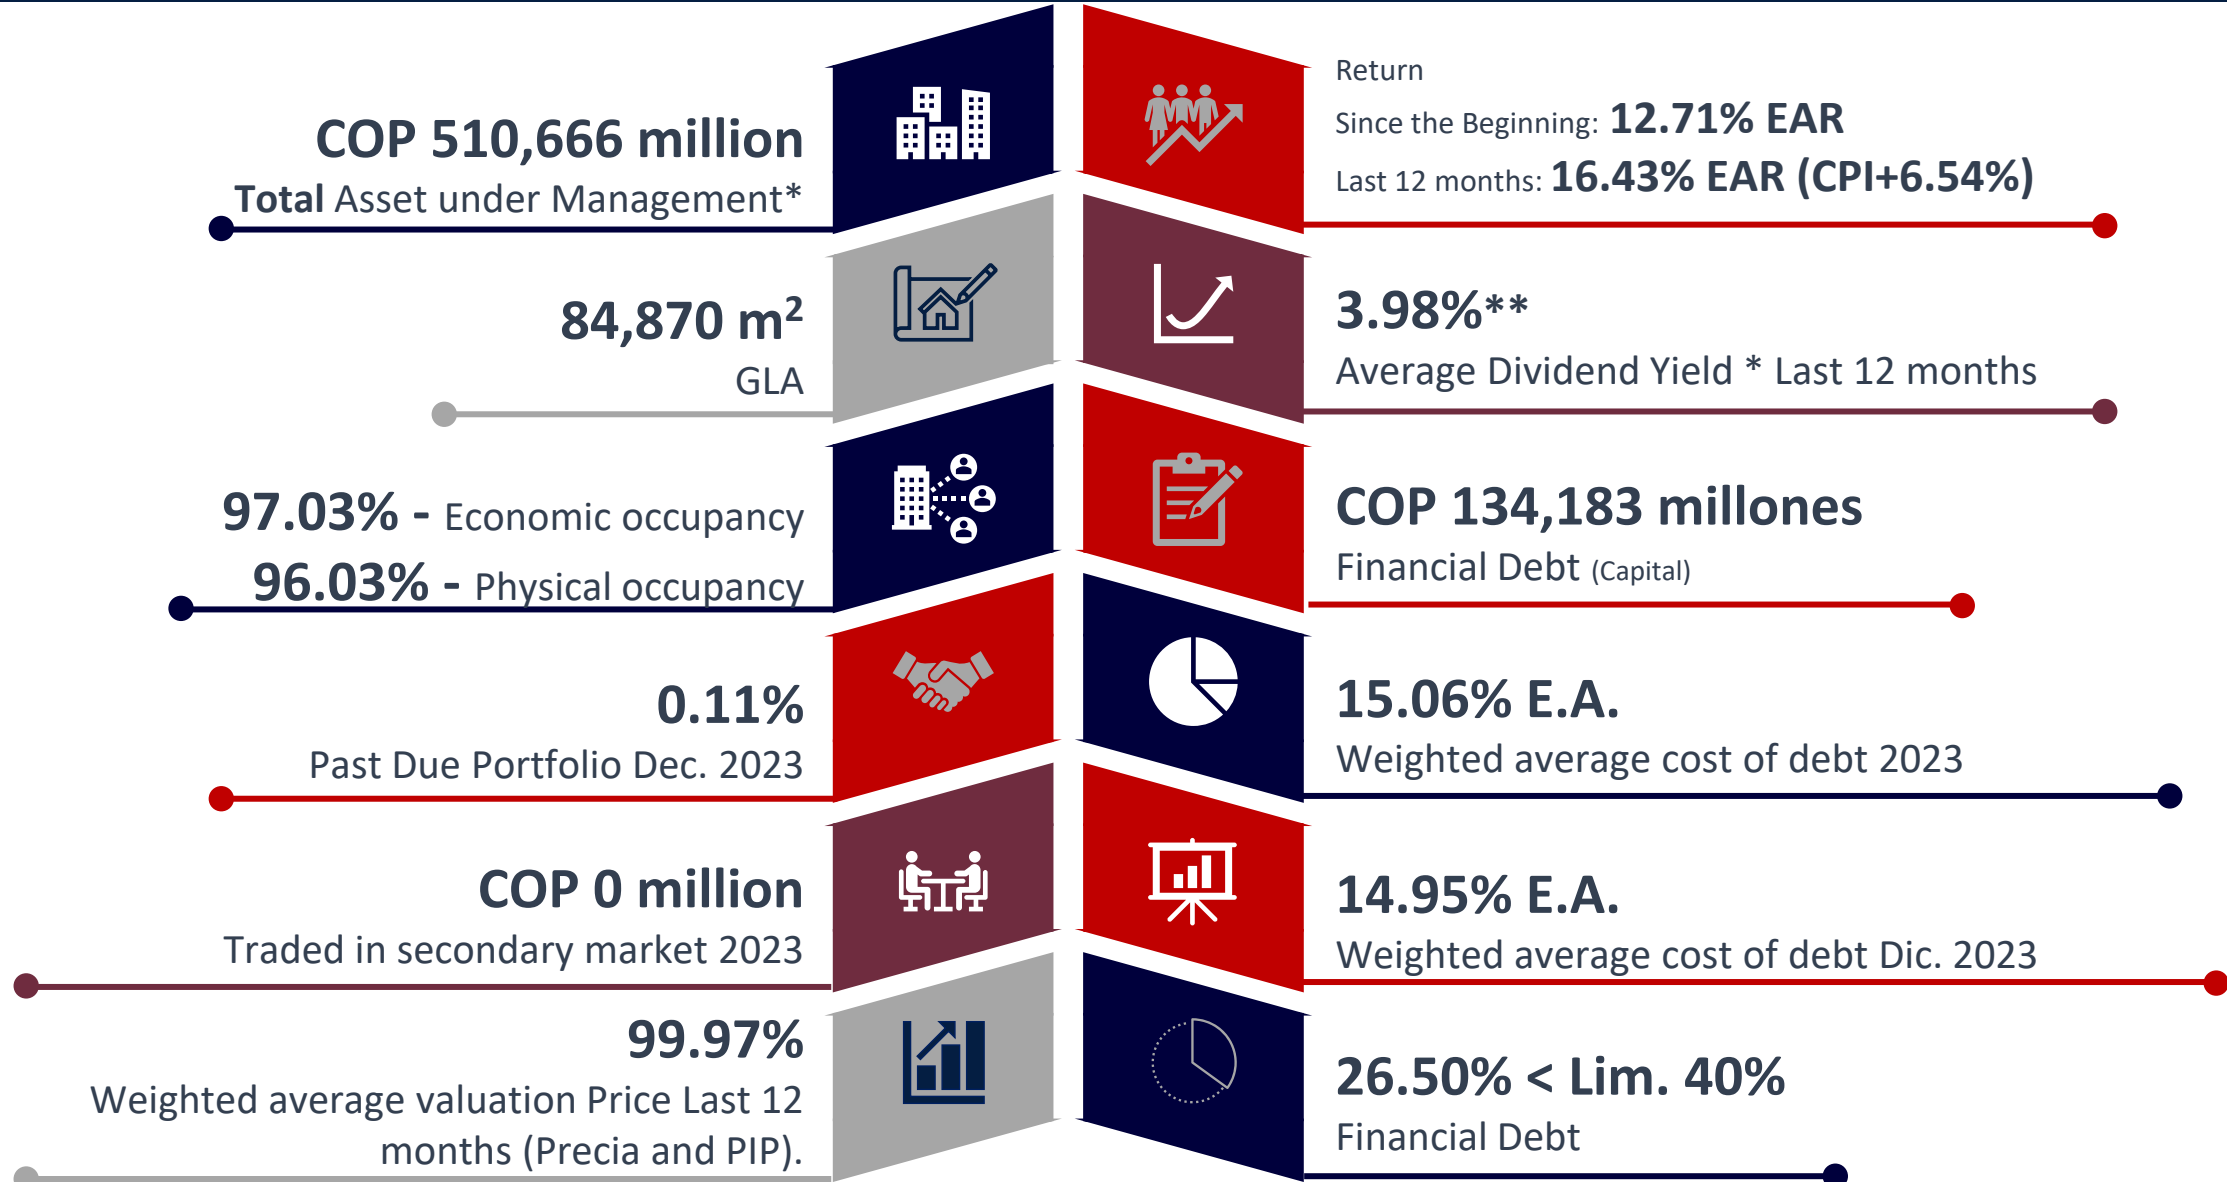 COP 510,666 million
Total Asset under Management*
84,870 m²
GLA
97.03% - Economic occupancy
96.03% - Physical occupancy
0.11%
Past Due Portfolio Dec. 2023
COP 0 million
Traded in secondary market 2023
99.97%
Weighted average valuation Price Last 12
months (Precia and PIP).
Return
Since the Beginning: 12.71% EAR
Last 12 months: 16.43% EAR (CPI+6.54%)
3.98%**
Average Dividend Yield * Last 12 months
COP 134,183 millones
Financial Debt (Capital)
15.06% E.A.
Weighted average cost of debt 2023
14.95% E.A.
Weighted average cost of debt Dic. 2023
26.50% < Lim. 40%
Financial Debt